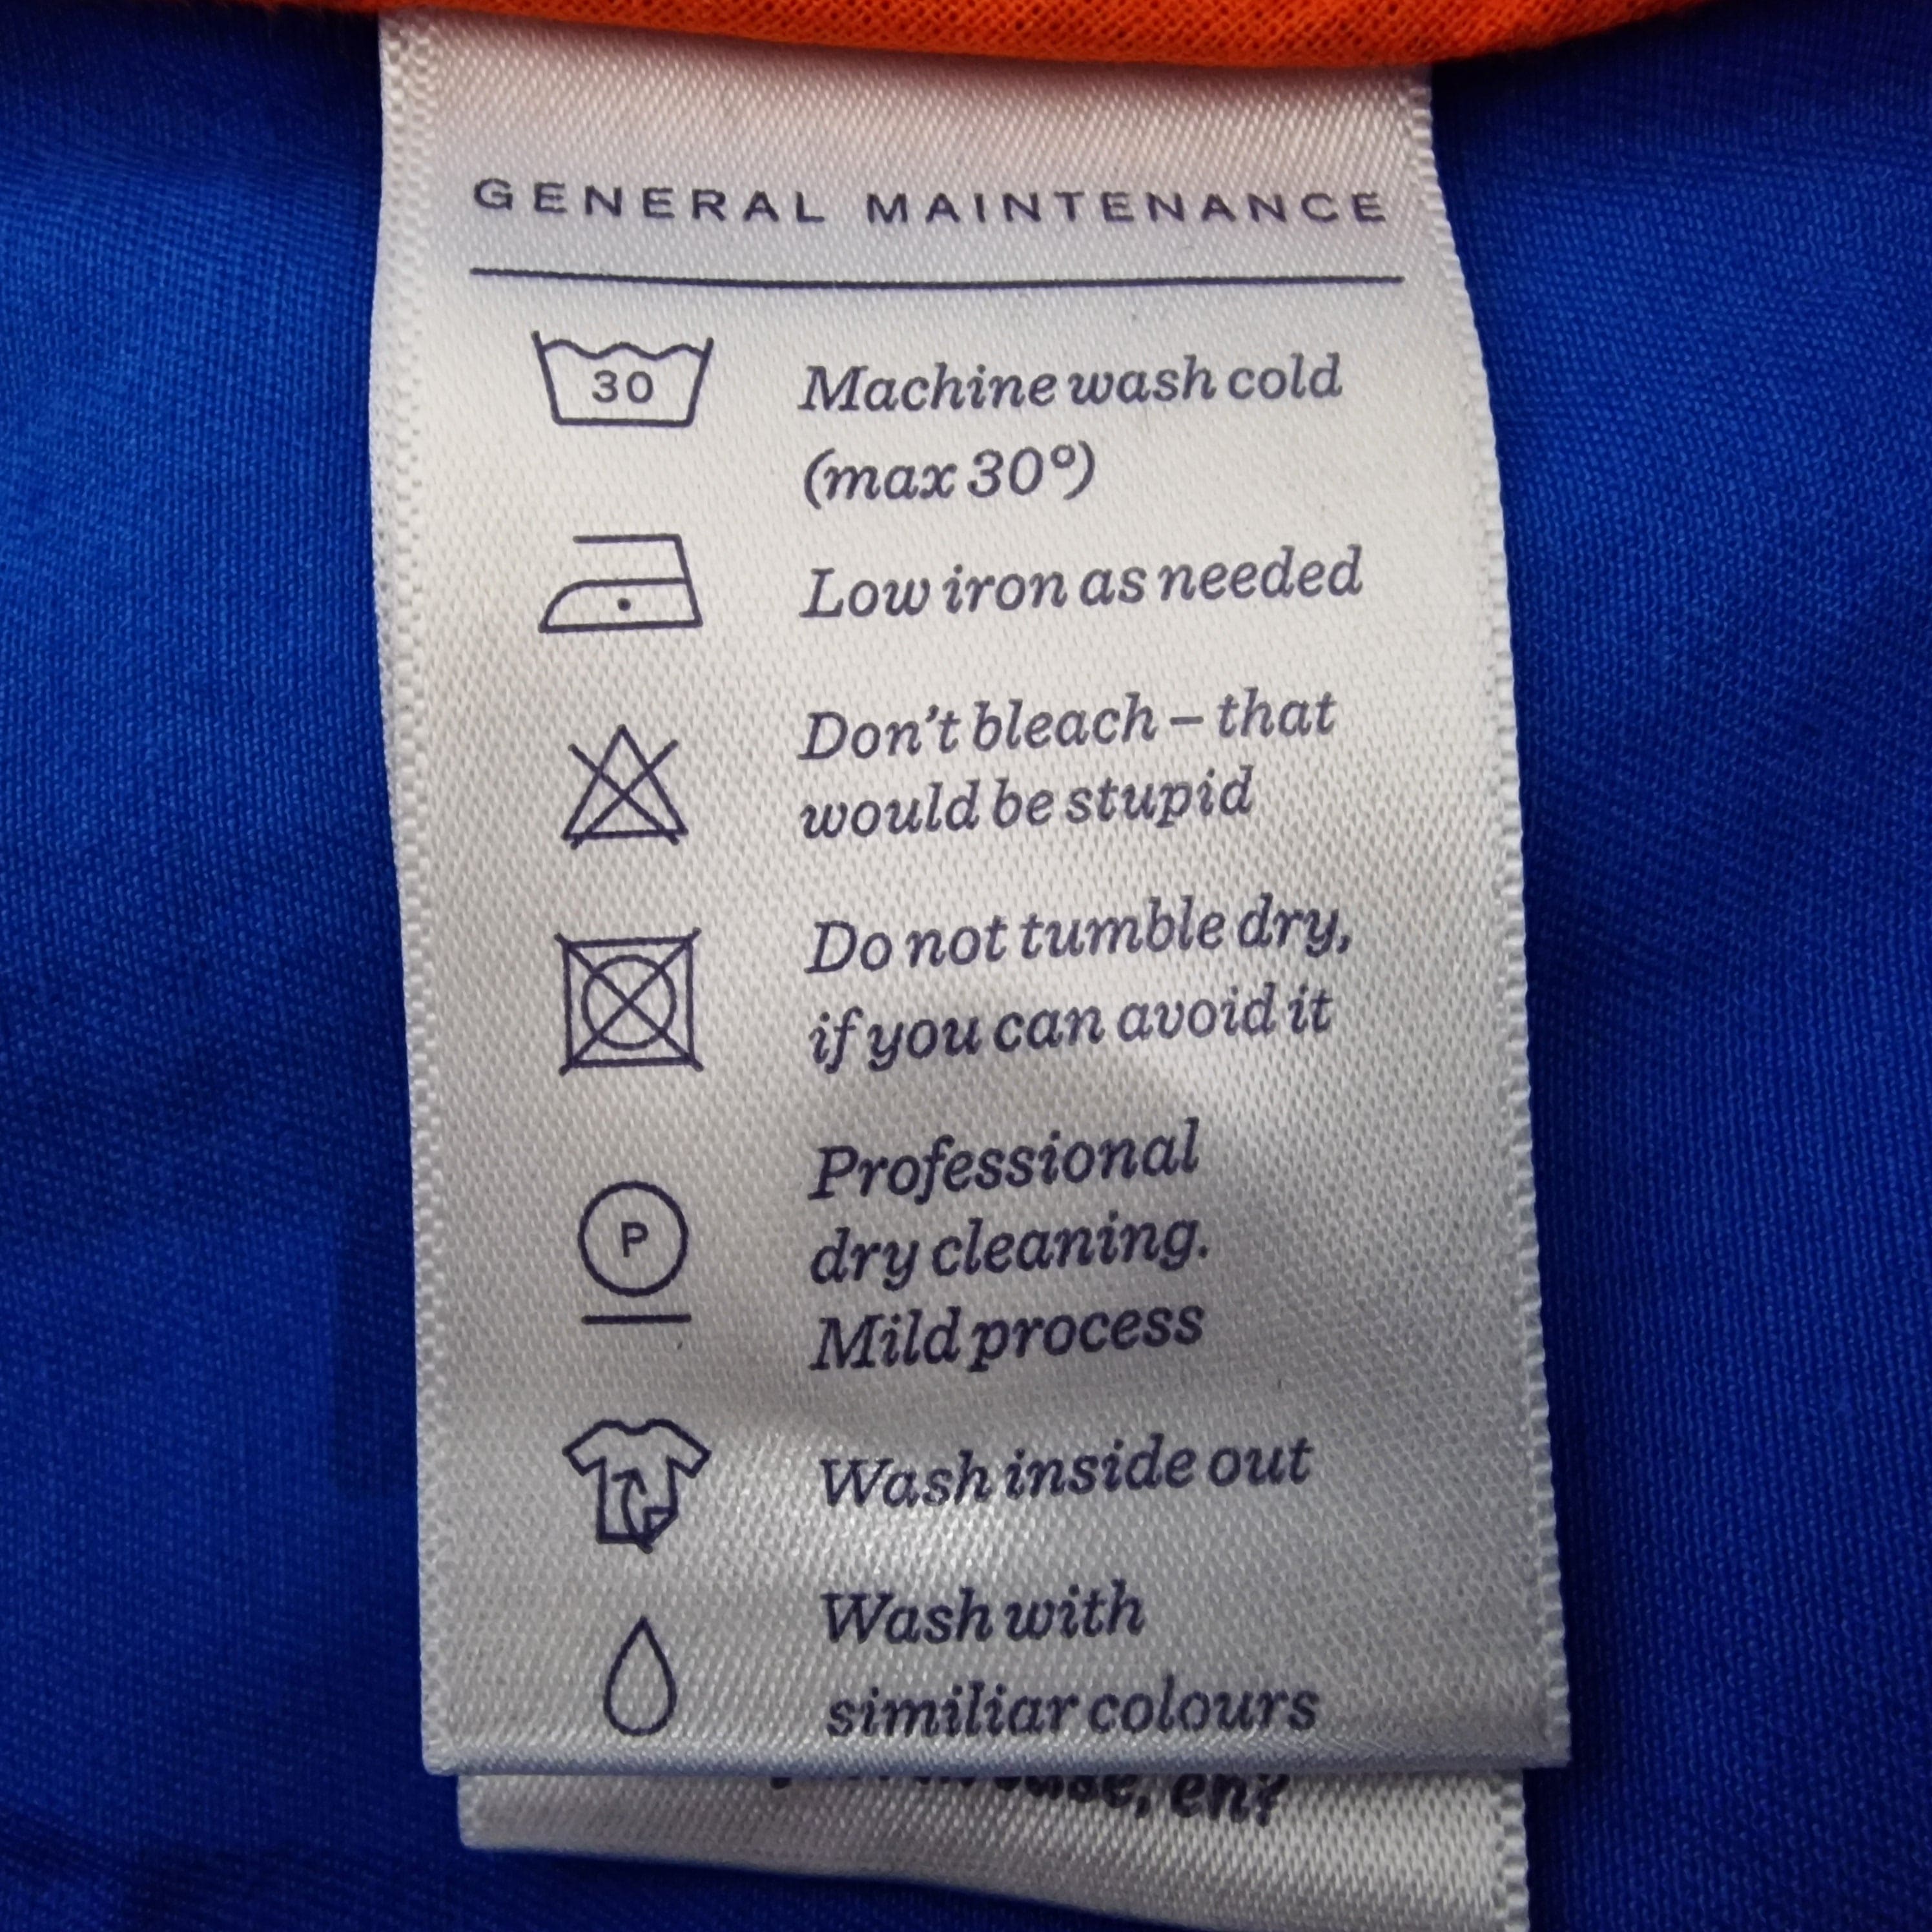 GENERAL MAINTENANCE
30
Machine wash cold
(max 30°)
Low iron as needed
Don't bleach – that
would be stupid
Do not tumble dry,
if you can avoid it
P
Professional
dry cleaning.
Mild process
Wash inside out
Wash with
similiar colours
eh?